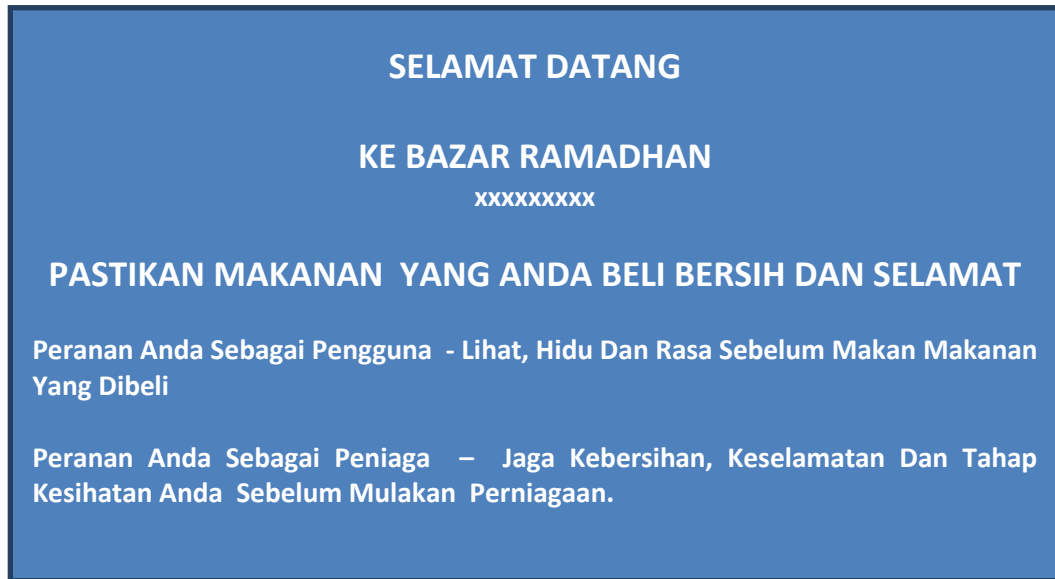 SELAMAT DATANG
KE BAZAR RAMADHAN
xxxxxxxxx
PASTIKAN MAKANAN  YANG ANDA BELI BERSIH DAN SELAMAT
Peranan Anda Sebagai Pengguna  - Lihat, Hidu Dan Rasa Sebelum Makan Makanan
Yang Dibeli
Peranan Anda Sebagai Peniaga  –  Jaga Kebersihan, Keselamatan Dan Tahap
Kesihatan Anda  Sebelum Mulakan  Perniagaan.